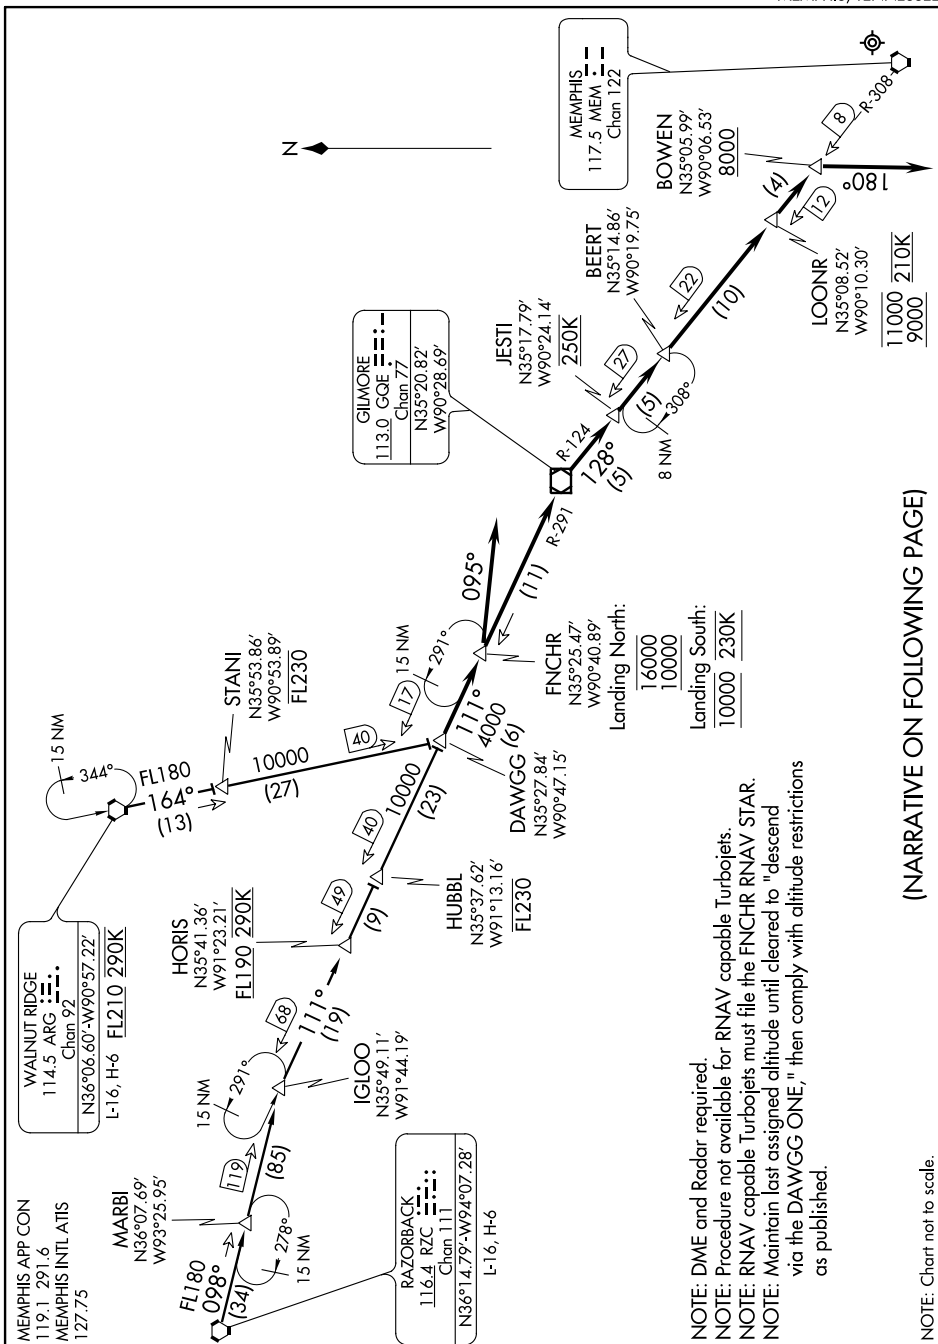 MEMPHIS APP CON
119.1 291.6
MEMPHIS INTL ATIS
127.75
WALNUT RIDGE
114.5 ARG
Chan 92
N36°06.60'-W90°57.22'
L-16, H-6 FL210 290K
15 NM
344°
FL180
164°
(13)
STANI
N35°53.86'
W90°53.89'
FL230
10000
(27)
40
N
MEMPHIS
117.5 MEM
Chan 122
R-308
8
BOWEN
N35°05.99'
W90°06.53'
8000
180°
(4)
12
LOONR
N35°08.52'
W90°10.30'
11000 210K
9000
BEERT
N35°14.86'
W90°19.75'
22
(10)
JESTI
N35°17.79'
W90°24.14'
250K
27
(5)
308°
8 NM
GILMORE
113.0 GQE
Chan 77
N35°20.82'
W90°28.69'
R-124
128°
(5)
R-291
095°
(11)
15 NM
291°
17
111°
4000
(6)
FNCHR
N35°25.47'
W90°40.89'
Landing North:
16000
10000
Landing South:
10000 230K
DAWGG
N35°27.84'
W90°47.15'
10000
(23)
40
HUBBL
N35°37.62'
W91°13.16'
FL230
49
(9)
HORIS
N35°41.36'
W91°23.21'
FL190 290K
68
111°
(19)
IGLOO
N35°49.11'
W91°44.19'
291°
15 NM
119
(85)
MARBI
N36°07.69'
W93°25.95'
278°
15 NM
FL180
098°
(34)
RAZORBACK
116.4 RZC
Chan 111
N36°14.79'-W94°07.28'
L-16, H-6
NOTE: DME and Radar required.
NOTE: Procedure not available for RNAV capable Turbojets.
NOTE: RNAV capable Turbojets must file the FNCHR RNAV STAR.
NOTE: Maintain last assigned altitude until cleared to "descend
via the DAWGG ONE," then comply with altitude restrictions
as published.
(NARRATIVE ON FOLLOWING PAGE)
NOTE: Chart not to scale.